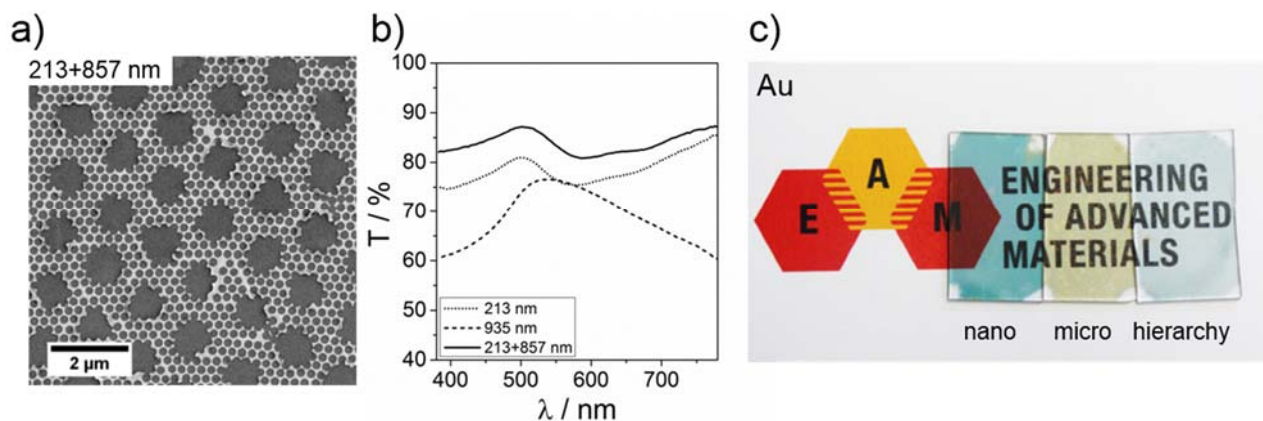 a)
213+857 nm
2 µm
b)
100
90
80
70
60
50
40
T / %
213 nm
935 nm
213+857 nm
400 500 600 700
λ / nm
c)
Au
E
A
M
ENGINEERING
OF ADVANCED
MATERIALS
nano micro hierarchy